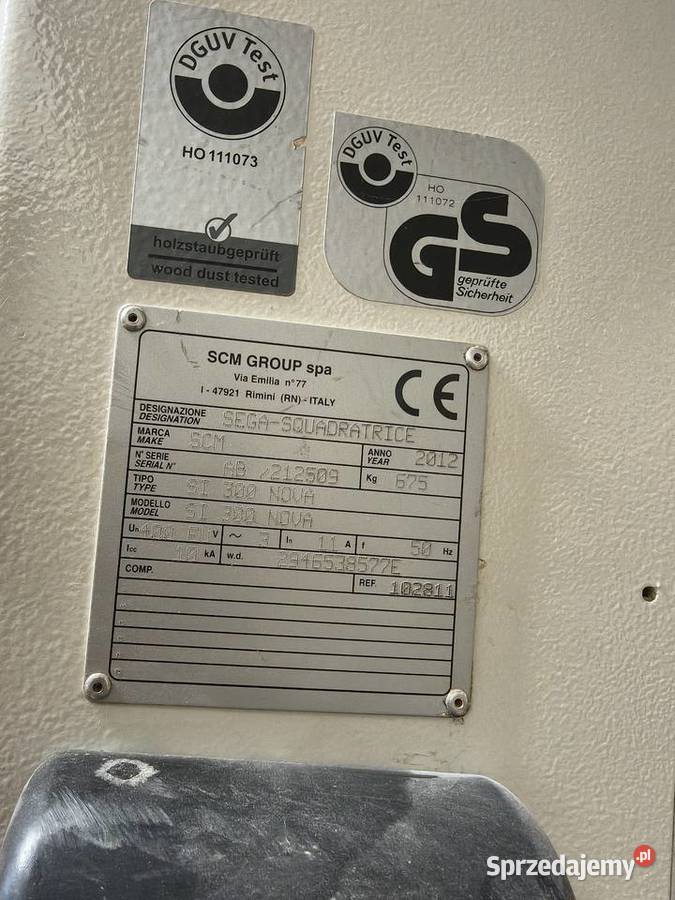 DGUV Test
HO 111073
holzstaubgeprüft
wood dust tested
DGUV Test
HO
111072
GS
geprüfte
Sicherheit
SCM GROUP spa
Via Emilia n°77
I - 47921 Rimini (RN) - ITALY
CE
DESIGNAZIONE
DESIGNATION SEGA-SQUADRATRICE
MARCA
MAKE SCM
ANNO
YEAR 2012
N° SERIE
SERIAL N° AB /212509
Kg 675
TIPO
TYPE SI 300 NOVA
MODELLO
MODEL SI 300 NOVA
Un 400 V ~ 3 In 11 A f 50 Hz
Icc 10 kA w.d. 2946538577E
COMP. REF. 102811
Sprzedajemy.pl